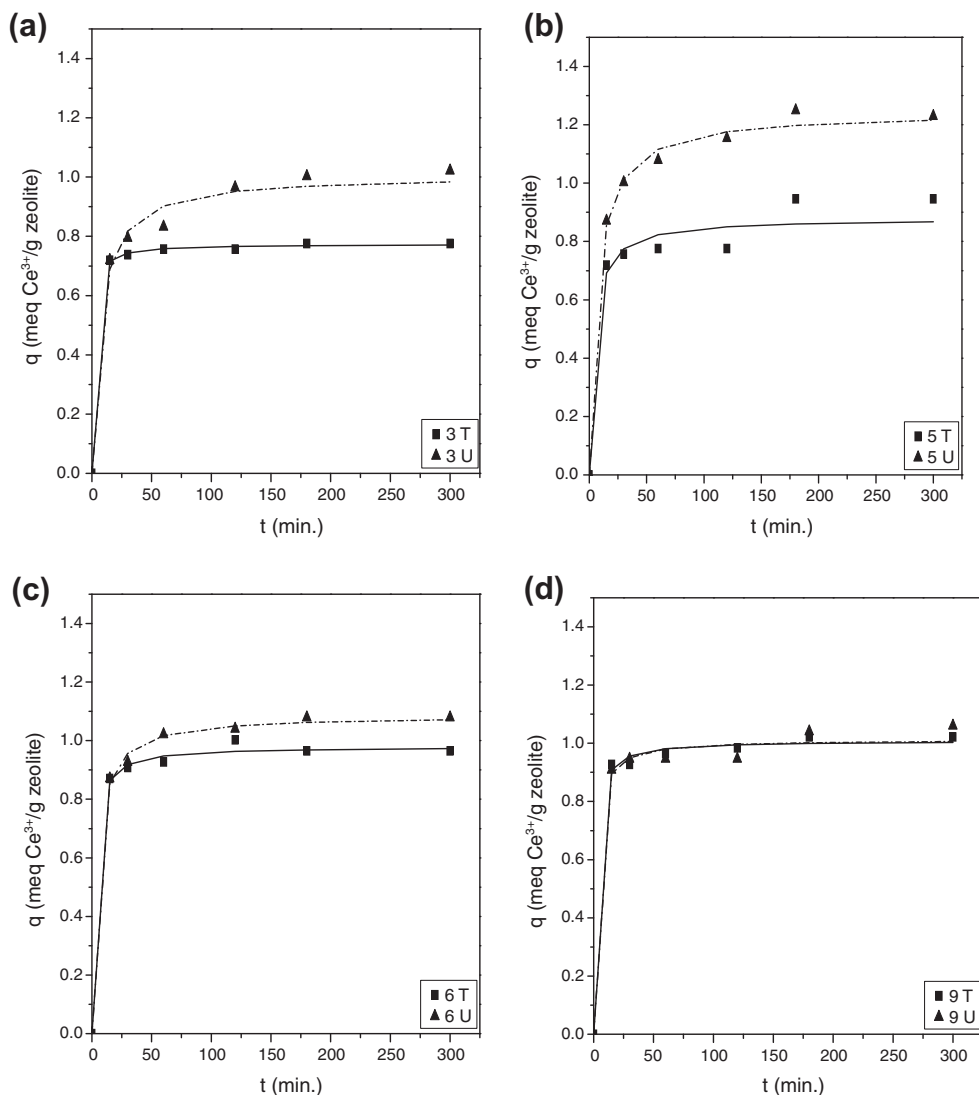 (a)
1.4
1.2
1.0
0.8
0.6
0.4
0.2
0.0
q (meq Ce³⁺/g zeolite)
0 50 100 150 200 250 300
t (min.)
3 T
3 U
(b)
1.4
1.2
1.0
0.8
0.6
0.4
0.2
0.0
q (meq Ce³⁺/g zeolite)
0 50 100 150 200 250 300
t (min.)
5 T
5 U
(c)
1.4
1.2
1.0
0.8
0.6
0.4
0.2
0.0
q (meq Ce³⁺/g zeolite)
0 50 100 150 200 250 300
t (min.)
6 T
6 U
(d)
1.4
1.2
1.0
0.8
0.6
0.4
0.2
0.0
q (meq Ce³⁺/g zeolite)
0 50 100 150 200 250 300
t (min.)
9 T
9 U